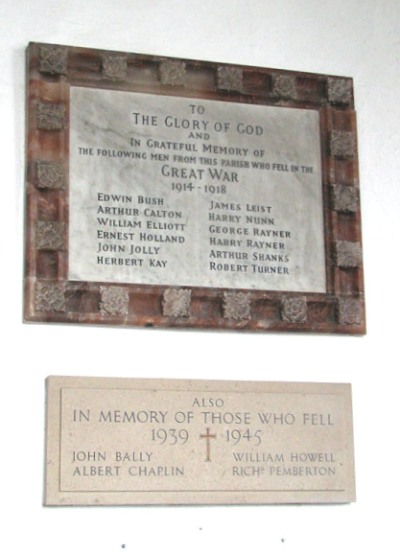 TO
THE GLORY OF GOD
AND
IN GRATEFUL MEMORY OF
THE FOLLOWING MEN FROM THIS PARISH WHO FELL IN THE
GREAT WAR
1914-1918
EDWIN BUSH
ARTHUR CALTON
WILLIAM ELLIOTT
ERNEST HOLLAND
JOHN JOLLY
HERBERT KAY
JAMES LEIST
HARRY NUNN
GEORGE RAYNER
HARRY RAYNER
ARTHUR SHANKS
ROBERT TURNER
ALSO
IN MEMORY OF THOSE WHO FELL
1939 1945
JOHN BALLY
ALBERT CHAPLIN
WILLIAM HOWELL
RICHD PEMBERTON